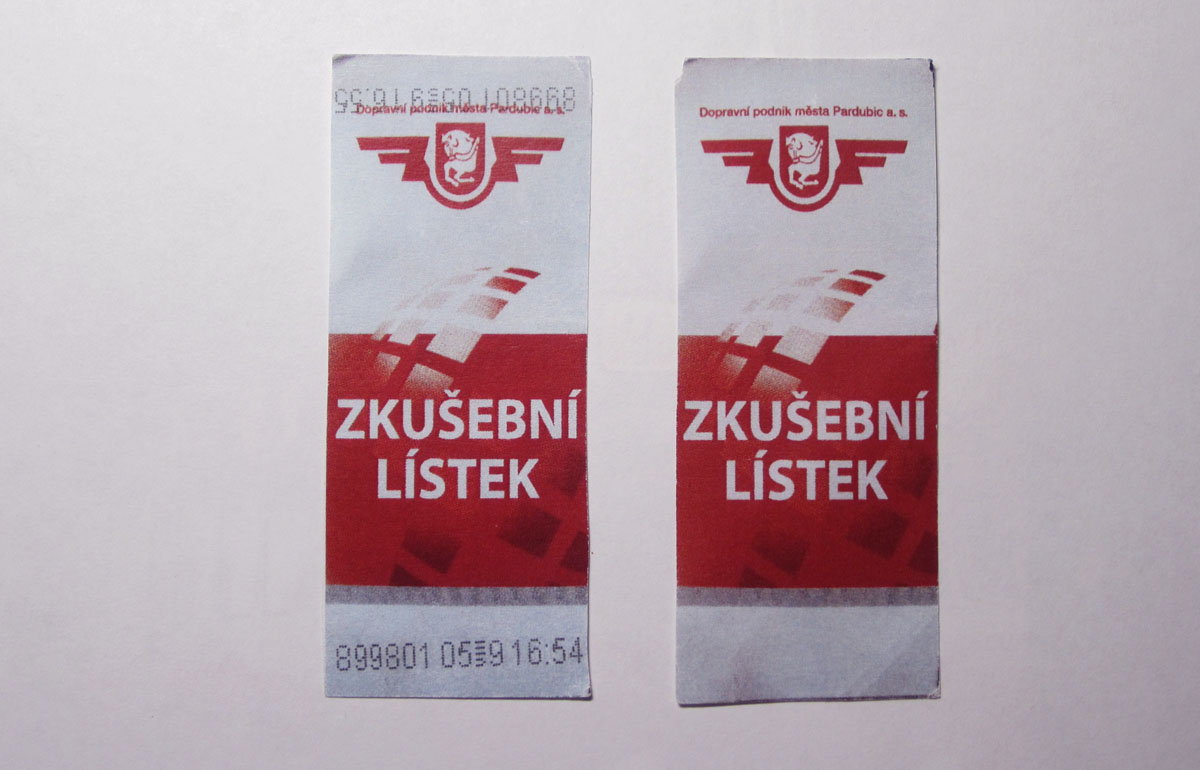 899801 05 9 16:55
Dopravní podnik města Pardubic a. s.
ZKUŠEBNÍ
LÍSTEK
899801 05 9 16:54
Dopravní podnik města Pardubic a. s.
ZKUŠEBNÍ
LÍSTEK